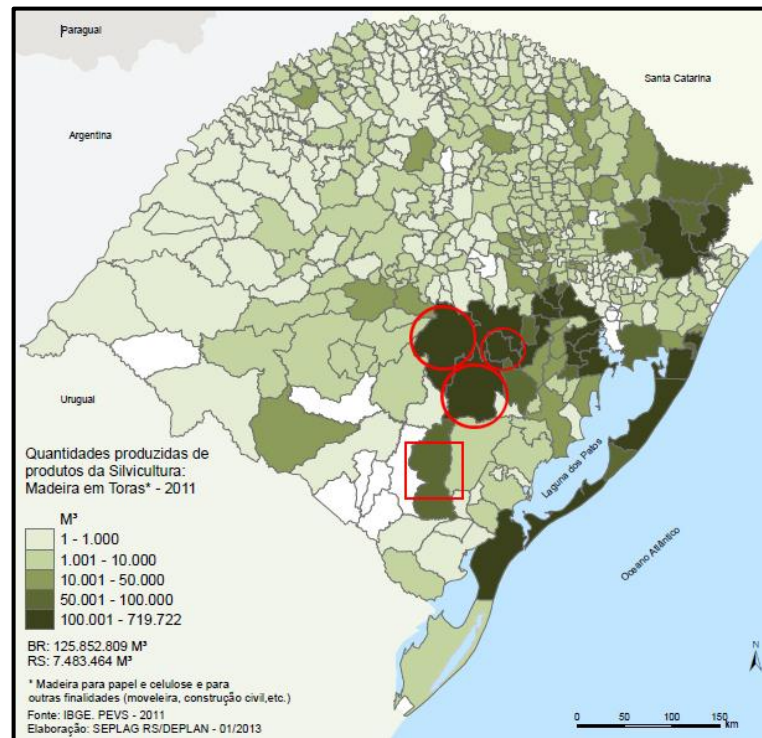 Paraguai
Santa Catarina
Argentina
Uruguai
Laguna dos Patos
Oceano Atlântico
Quantidades produzidas de
produtos da Silvicultura:
Madeira em Toras* - 2011
M³
1 - 1.000
1.001 - 10.000
10.001 - 50.000
50.001 - 100.000
100.001 - 719.722
BR: 125.852.809 M³
RS: 7.483.464 M³
* Madeira para papel e celulose e para
outras finalidades (moveleira, construção civil,etc.)
Fonte: IBGE. PEVS - 2011
Elaboração: SEPLAG RS/DEPLAN - 01/2013
N
0 50 100 150
km